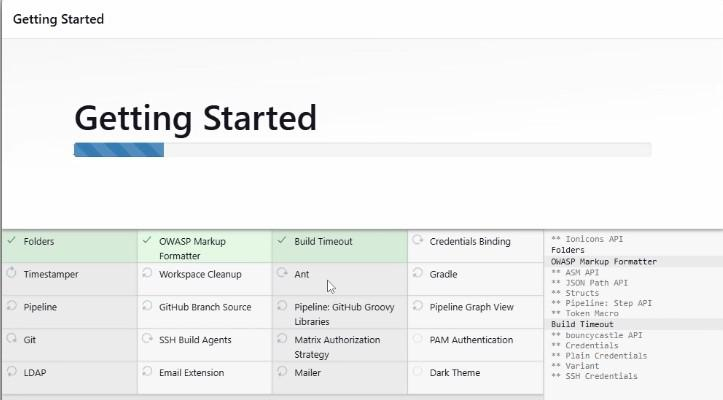 Getting Started
Getting Started
Folders
OWASP Markup
Formatter
Build Timeout
Credentials Binding
Timestamper
Workspace Cleanup
Ant
Gradle
Pipeline
GitHub Branch Source
Pipeline: GitHub Groovy
Libraries
Pipeline Graph View
Git
SSH Build Agents
Matrix Authorization
Strategy
PAM Authentication
LDAP
Email Extension
Mailer
Dark Theme
** Ionicons API
Folders
OWASP Markup Formatter
** ASM API
** JSON Path API
** Structs
** Pipeline: Step API
** Token Macro
Build Timeout
** bouncycastle API
** Credentials
** Plain Credentials
** Variant
** SSH Credentials